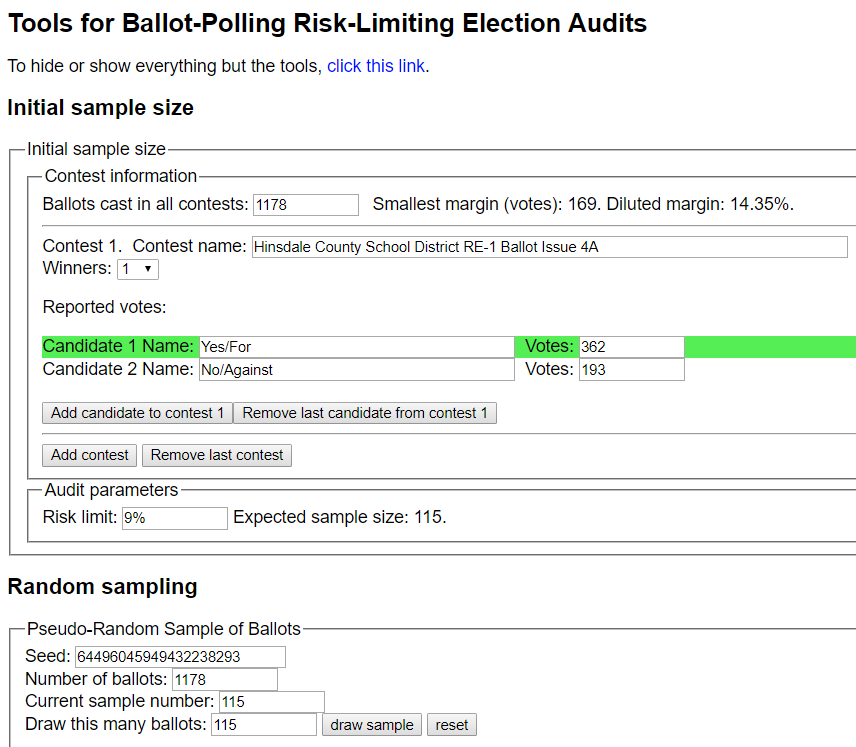 Tools for Ballot-Polling Risk-Limiting Election Audits
To hide or show everything but the tools, click this link.
Initial sample size
Initial sample size
Contest information
Ballots cast in all contests: 1178 Smallest margin (votes): 169. Diluted margin: 14.35%.
Contest 1. Contest name: Hinsdale County School District RE-1 Ballot Issue 4A
Winners: 1
Reported votes:
Candidate 1 Name: Yes/For Votes: 362
Candidate 2 Name: No/Against Votes: 193
Add candidate to contest 1 Remove last candidate from contest 1
Add contest Remove last contest
Audit parameters
Risk limit: 9% Expected sample size: 115.
Random sampling
Pseudo-Random Sample of Ballots
Seed: 64496045949432238293
Number of ballots: 1178
Current sample number: 115
Draw this many ballots: 115 draw sample reset